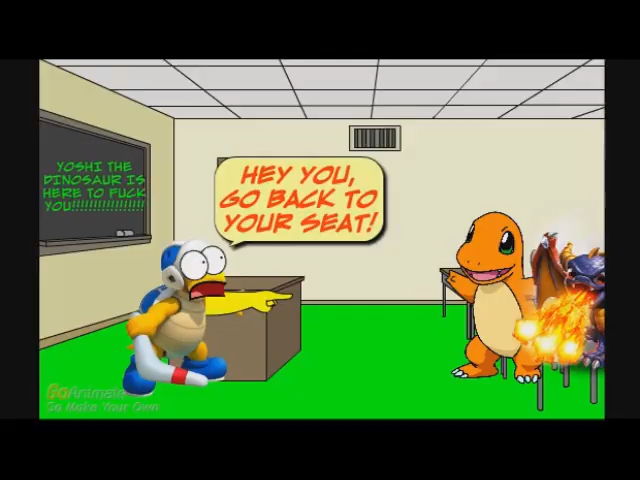 YOSHI THE
DINOSAUR IS
HERE TO FUCK
YOU!!!!!!!!!!!!!!!!
HEY YOU,
GO BACK TO
YOUR SEAT!
GoAnimate
Go Make Your Own